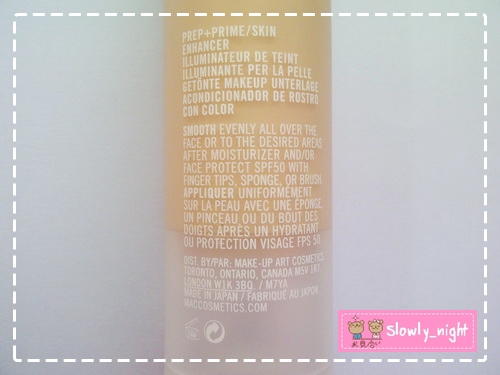 PREP+PRIME/SKIN
ENHANCER
ILLUMINATEUR DE TEINT
ILLUMINANTE PER LA PELLE
GETÖNTE MAKEUP UNTERLAGE
ACONDICIONADOR DE ROSTRO
CON COLOR
SMOOTH EVENLY ALL OVER THE
FACE OR TO THE DESIRED AREAS
AFTER MOISTURIZER AND/OR
FACE PROTECT SPF50 WITH
FINGER TIPS, SPONGE, OR BRUSH
APPLIQUER UNIFORMÉMENT
SUR LA PEAU AVEC UNE ÉPONGE,
UN PINCEAU OU DU BOUT DES
DOIGTS APRÈS UN HYDRATANT
OU PROTECTION VISAGE FPS 50
DIST. BY/PAR: MAKE-UP ART COSMETICS
TORONTO, ONTARIO, CANADA M5V 1R7
LONDON W1K 3BQ. / M7YA
MADE IN JAPAN / FABRIQUÉ AU JAPON
MACCOSMETICS.COM
slowly_night